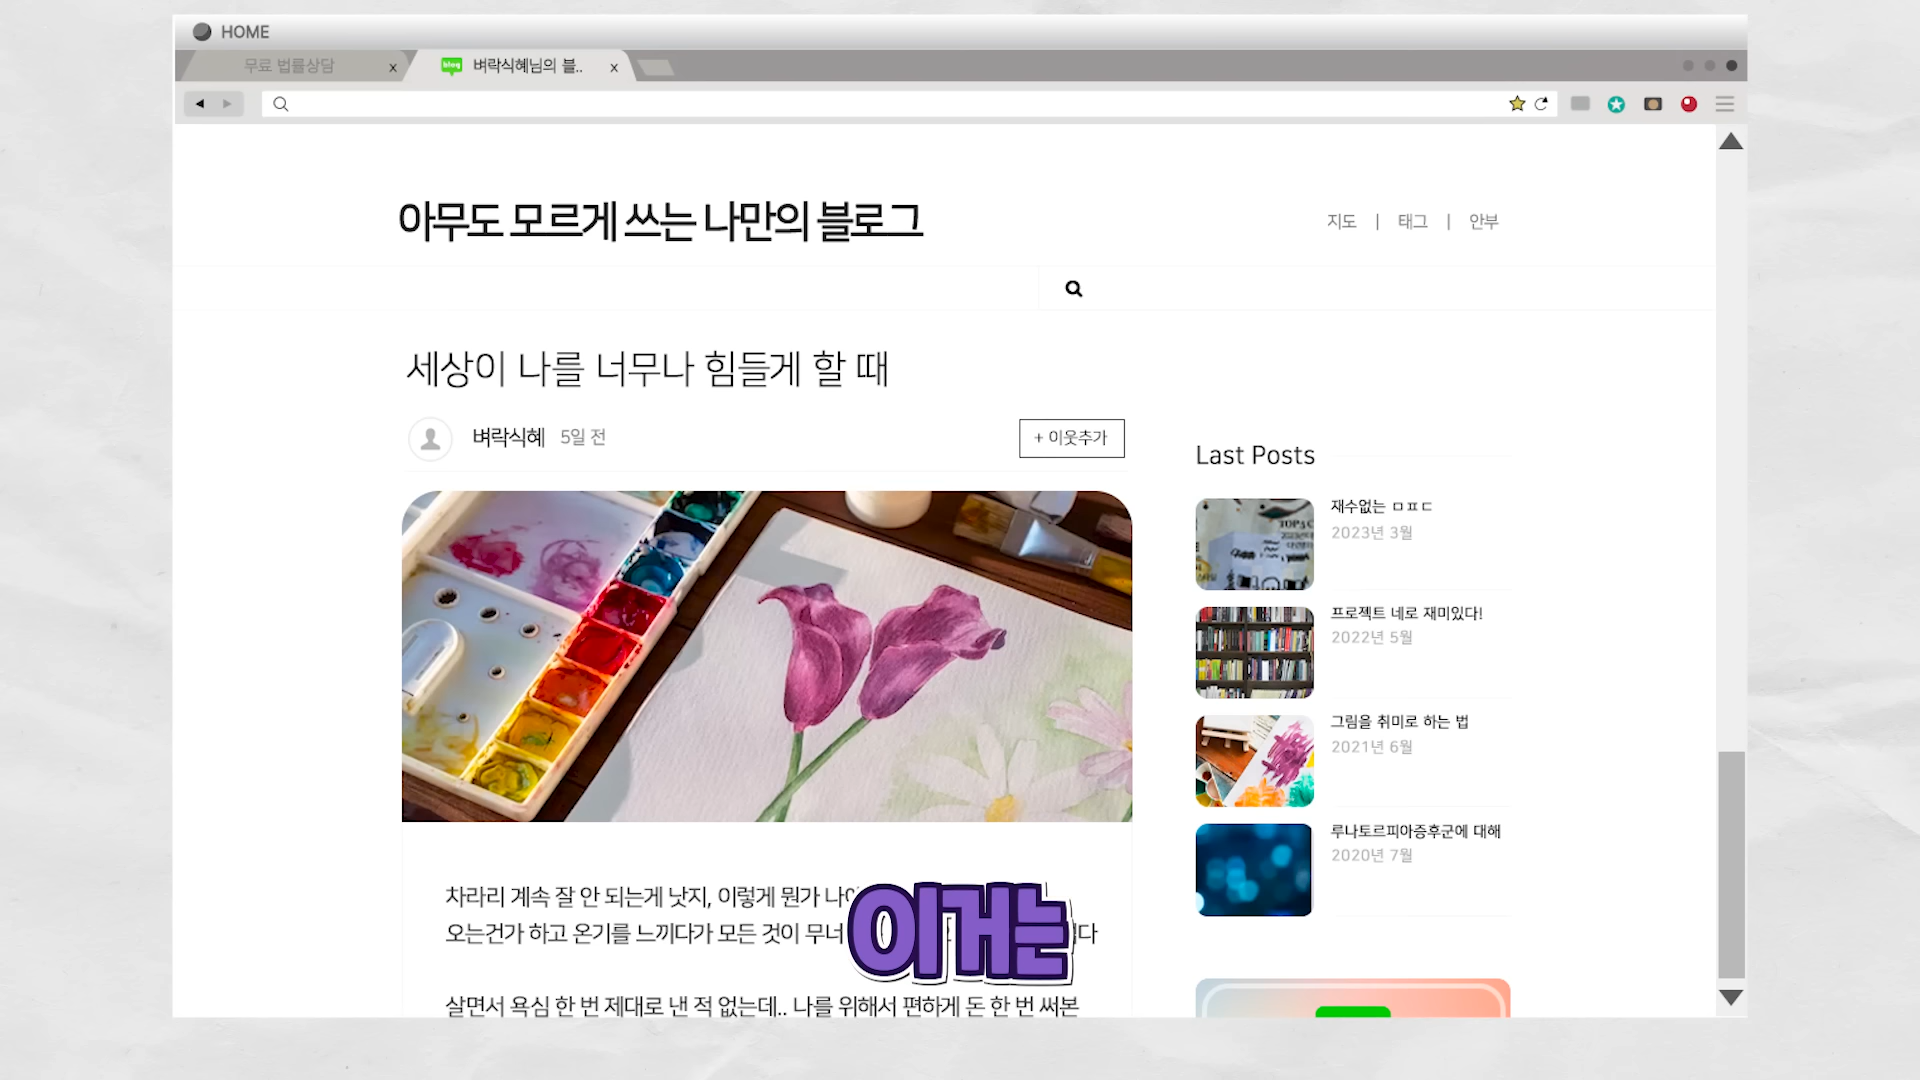 HOME
무료 법률상담 x
blog 벼락식혜님의 블.. x
아무도 모르게 쓰는 나만의 블로그
지도 | 태그 | 안부
세상이 나를 너무나 힘들게 할 때
벼락식혜 5일 전
+ 이웃추가
차라리 계속 잘 안 되는게 낫지, 이렇게 뭔가
오는건가 하고 온기를 느끼다가 모든 것이 무너
이거는
살면서 욕심 한 번 제대로 낸 적 없는데.. 나를 위해서 편하게 돈 한 번 써본
Last Posts
재수없는 ㅁㅍㄷ
2023년 3월
프로젝트 네로 재미있다!
2022년 5월
그림을 취미로 하는 법
2021년 6월
루나토르피아증후군에 대해
2020년 7월